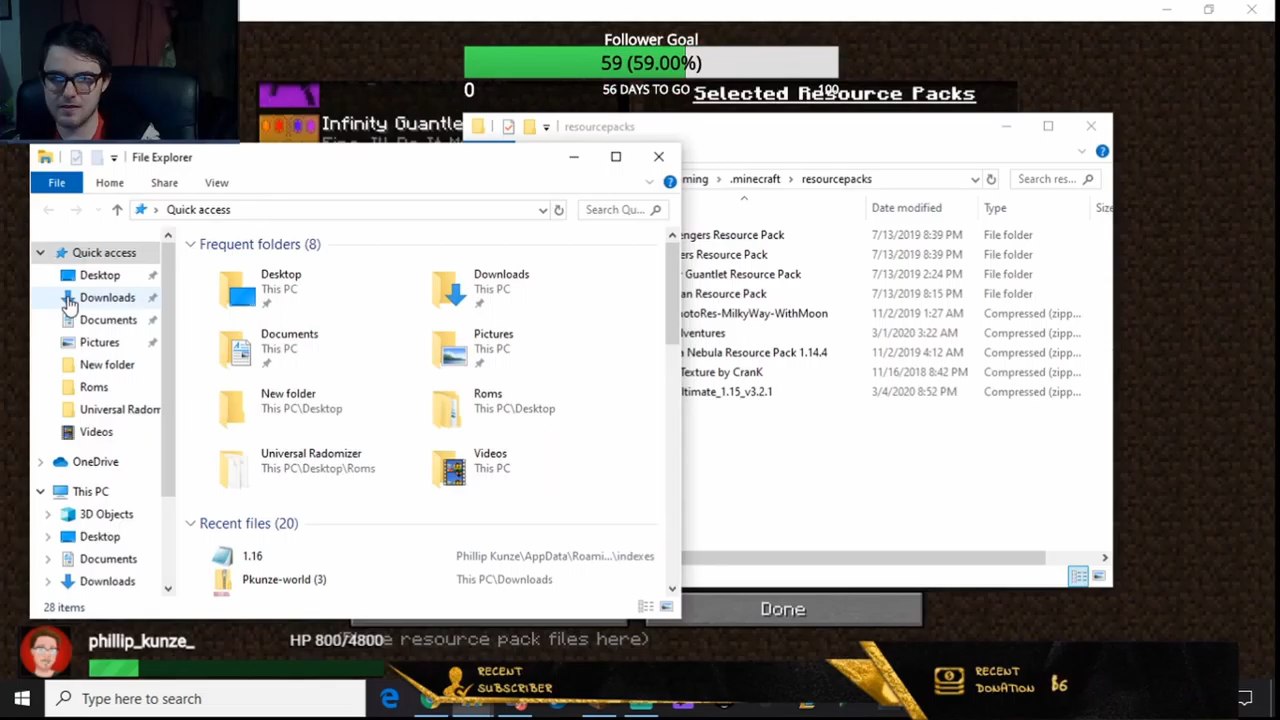 Follower Goal
59 (59.00%)
0
56 DAYS TO GO
100
Selected Resource Packs
Infinity Guantle
resourcepacks
File Explorer
File
Home
Share
View
Quick access
Search Qu...
ming
.minecraft
resourcepacks
Search res...
Date modified
Type
Size
engers Resource Pack 7/13/2019 8:39 PM File folder
ers Resource Pack 7/13/2019 8:39 PM File folder
y Guantlet Resource Pack 7/13/2019 2:24 PM File folder
an Resource Pack 7/13/2019 8:15 PM File folder
otoRes-MilkyWay-WithMoon 11/2/2019 1:27 AM Compressed (zipp...
dventures 3/1/2020 3:22 AM Compressed (zipp...
a Nebula Resource Pack 1.14.4 11/2/2019 4:12 AM Compressed (zipp...
Texture by CranK 11/16/2018 8:42 PM Compressed (zipp...
ltimate_1.15_v3.2.1 3/4/2020 8:52 PM Compressed (zipp...
Quick access
Desktop
Downloads
Documents
Pictures
New folder
Roms
Universal Radom
Videos
OneDrive
This PC
3D Objects
Desktop
Documents
Downloads
28 items
Frequent folders (8)
Desktop
This PC
Downloads
This PC
Documents
This PC
Pictures
This PC
New folder
This PC\Desktop
Roms
This PC\Desktop
Universal Radomizer
This PC\Desktop\Roms
Videos
This PC
Recent files (20)
1.16 Phillip Kunze\AppData\Roami...\indexes
Pkunze-world (3) This PC\Downloads
Done
phillip_kunze_
HP 800/4800
e resource pack files here)
RECENT
SUBSCRIBER
RECENT
DONATION
$6
Type here to search